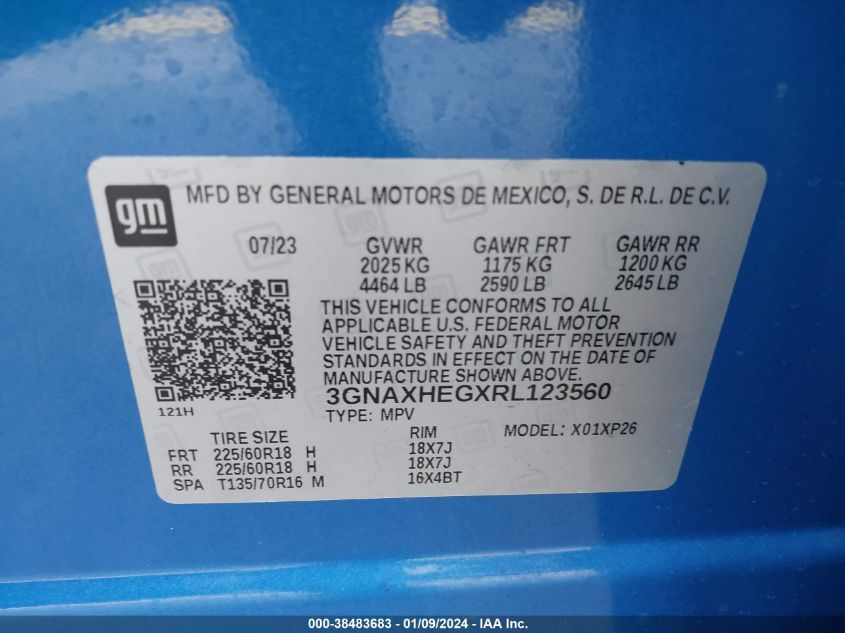 gm
MFD BY GENERAL MOTORS DE MEXICO, S. DE R.L. DE C.V.
07/23 GVWR GAWR FRT GAWR RR
2025 KG 1175 KG 1200 KG
4464 LB 2590 LB 2645 LB
THIS VEHICLE CONFORMS TO ALL
APPLICABLE U.S. FEDERAL MOTOR
VEHICLE SAFETY AND THEFT PREVENTION
STANDARDS IN EFFECT ON THE DATE OF
MANUFACTURE SHOWN ABOVE.
3GNAXHEGXRL123560
121H
TYPE: MPV
TIRE SIZE RIM MODEL: X01XP26
FRT 225/60R18 H 18X7J
RR 225/60R18 H 18X7J
SPA T135/70R16 M 16X4BT
000-38483683 - 01/09/2024 - IAA Inc.